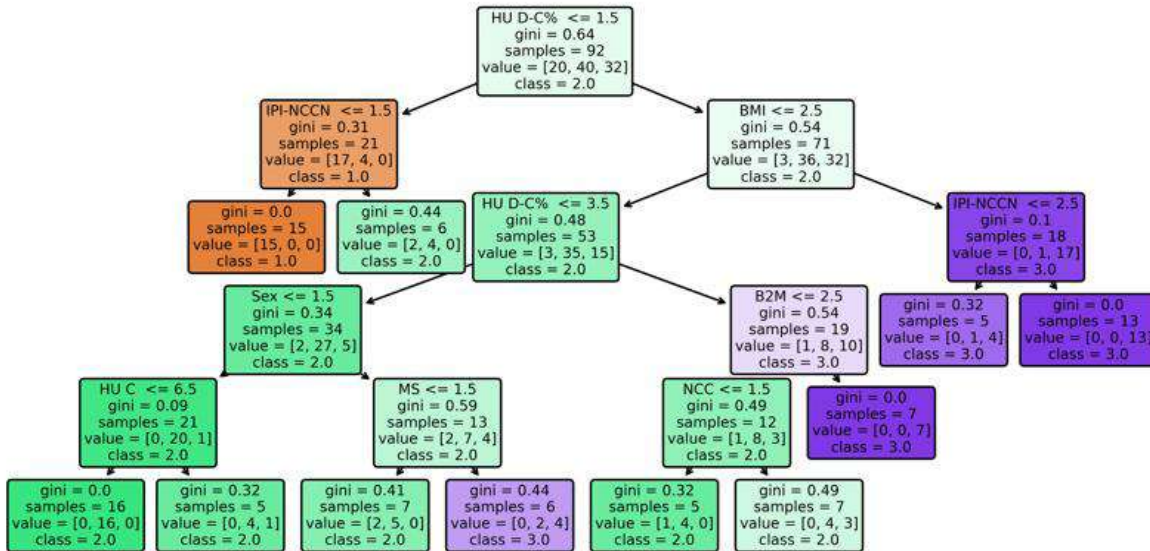 HU D-C% <= 1.5
gini = 0.64
samples = 92
value = [20, 40, 32]
class = 2.0
IPI-NCCN <= 1.5
gini = 0.31
samples = 21
value = [17, 4, 0]
class = 1.0
BMI <= 2.5
gini = 0.54
samples = 71
value = [3, 36, 32]
class = 2.0
gini = 0.0
samples = 15
value = [15, 0, 0]
class = 1.0
gini = 0.44
samples = 6
value = [2, 4, 0]
class = 2.0
HU D-C% <= 3.5
gini = 0.48
samples = 53
value = [3, 35, 15]
class = 2.0
IPI-NCCN <= 2.5
gini = 0.1
samples = 18
value = [0, 1, 17]
class = 3.0
Sex <= 1.5
gini = 0.34
samples = 34
value = [2, 27, 5]
class = 2.0
B2M <= 2.5
gini = 0.54
samples = 19
value = [1, 8, 10]
class = 3.0
gini = 0.32
samples = 5
value = [0, 1, 4]
class = 3.0
gini = 0.0
samples = 13
value = [0, 0, 13]
class = 3.0
HU C <= 6.5
gini = 0.09
samples = 21
value = [0, 20, 1]
class = 2.0
MS <= 1.5
gini = 0.59
samples = 13
value = [2, 7, 4]
class = 2.0
NCC <= 1.5
gini = 0.49
samples = 12
value = [1, 8, 3]
class = 2.0
gini = 0.0
samples = 7
value = [0, 0, 7]
class = 3.0
gini = 0.0
samples = 16
value = [0, 16, 0]
class = 2.0
gini = 0.32
samples = 5
value = [0, 4, 1]
class = 2.0
gini = 0.41
samples = 7
value = [2, 5, 0]
class = 2.0
gini = 0.44
samples = 6
value = [0, 2, 4]
class = 3.0
gini = 0.32
samples = 5
value = [1, 4, 0]
class = 2.0
gini = 0.49
samples = 7
value = [0, 4, 3]
class = 2.0